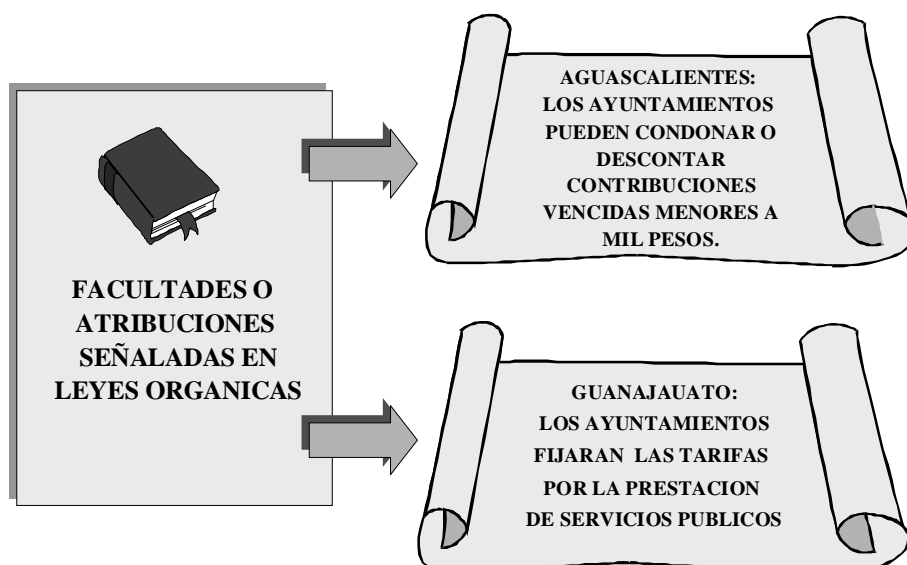 FACULTADES O
ATRIBUCIONES
SEÑALADAS EN
LEYES ORGANICAS
AGUASCALIENTES:
LOS AYUNTAMIENTOS
PUEDEN CONDONAR O
DESCONTAR
CONTRIBUCIONES
VENCIDAS MENORES A
MIL PESOS.
GUANAJAUATO:
LOS AYUNTAMIENTOS
FIJARAN LAS TARIFAS
POR LA PRESTACION
DE SERVICIOS PUBLICOS